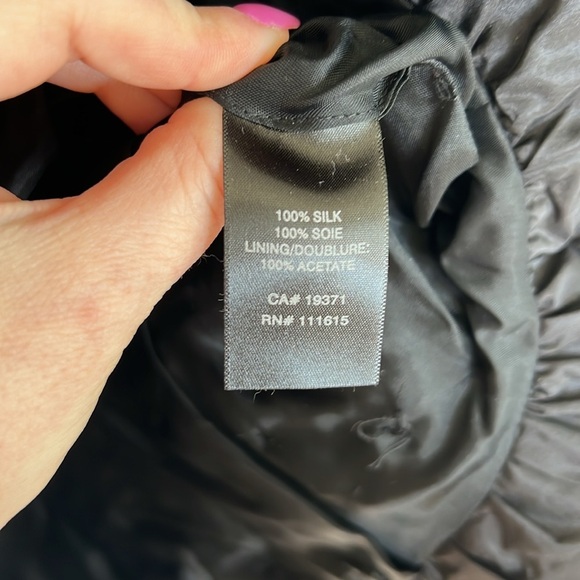 100% SILK
100% SOIE
LINING/DOUBLURE:
100% ACETATE
CA# 19371
RN# 111615